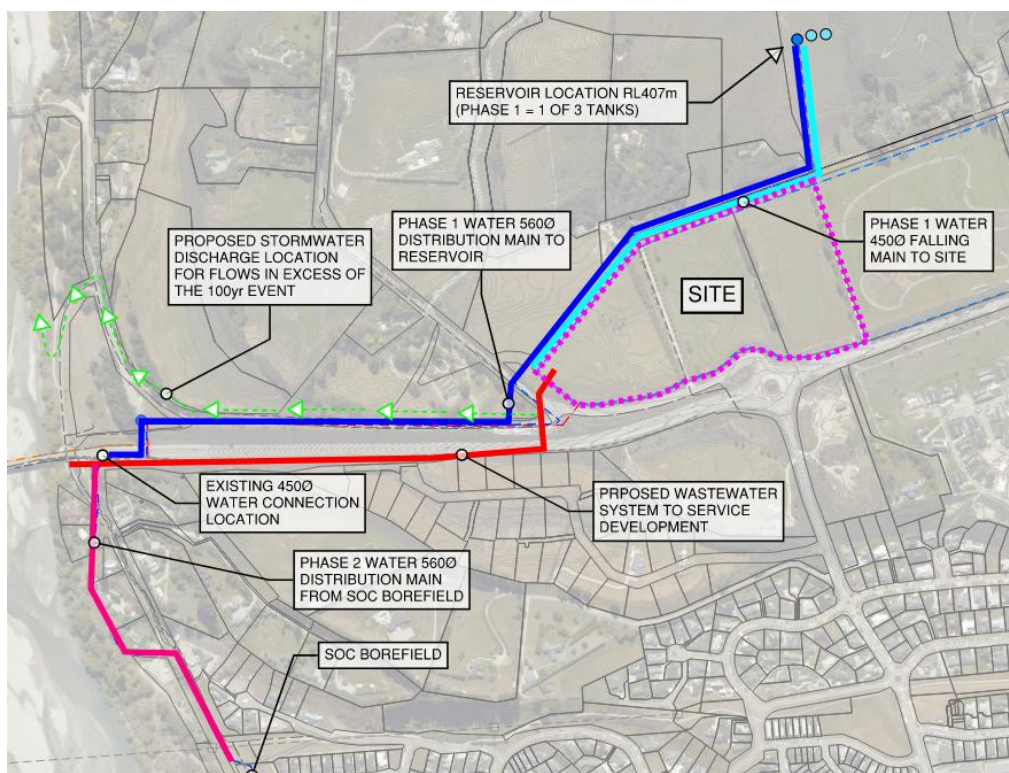 RESERVOIR LOCATION RL407m
(PHASE 1 = 1 OF 3 TANKS)
PHASE 1 WATER 560Ø
DISTRIBUTION MAIN TO
RESERVOIR
PHASE 1 WATER
450Ø FALLING
MAIN TO SITE
PROPOSED STORMWATER
DISCHARGE LOCATION
FOR FLOWS IN EXCESS OF
THE 100yr EVENT
SITE
EXISTING 450Ø
WATER CONNECTION
LOCATION
PRPOSED WASTEWATER
SYSTEM TO SERVICE
DEVELOPMENT
PHASE 2 WATER 560Ø
DISTRIBUTION MAIN
FROM SOC BOREFIELD
SOC BOREFIELD